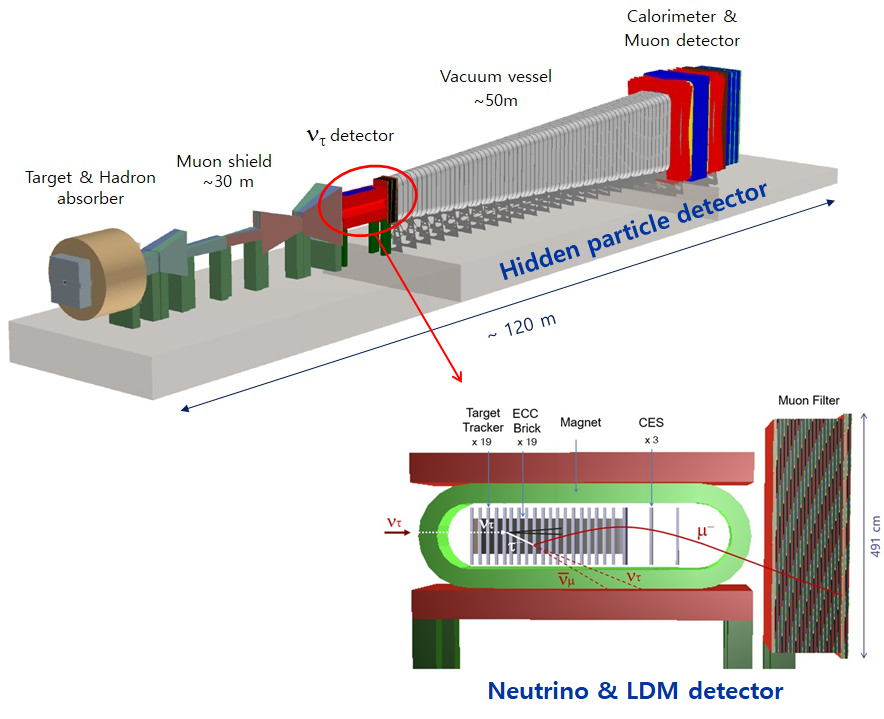 Calorimeter &
Muon detector
Vacuum vessel
~50m
ντ detector
Muon shield
~30 m
Target & Hadron
absorber
Hidden particle detector
~ 120 m
Muon Filter
Target
Tracker
x 19
ECC
Brick
x 19
Magnet
CES
x 3
ντ
ντ
τ
μ⁻
ν̅μ
ντ
491 cm
Neutrino & LDM detector